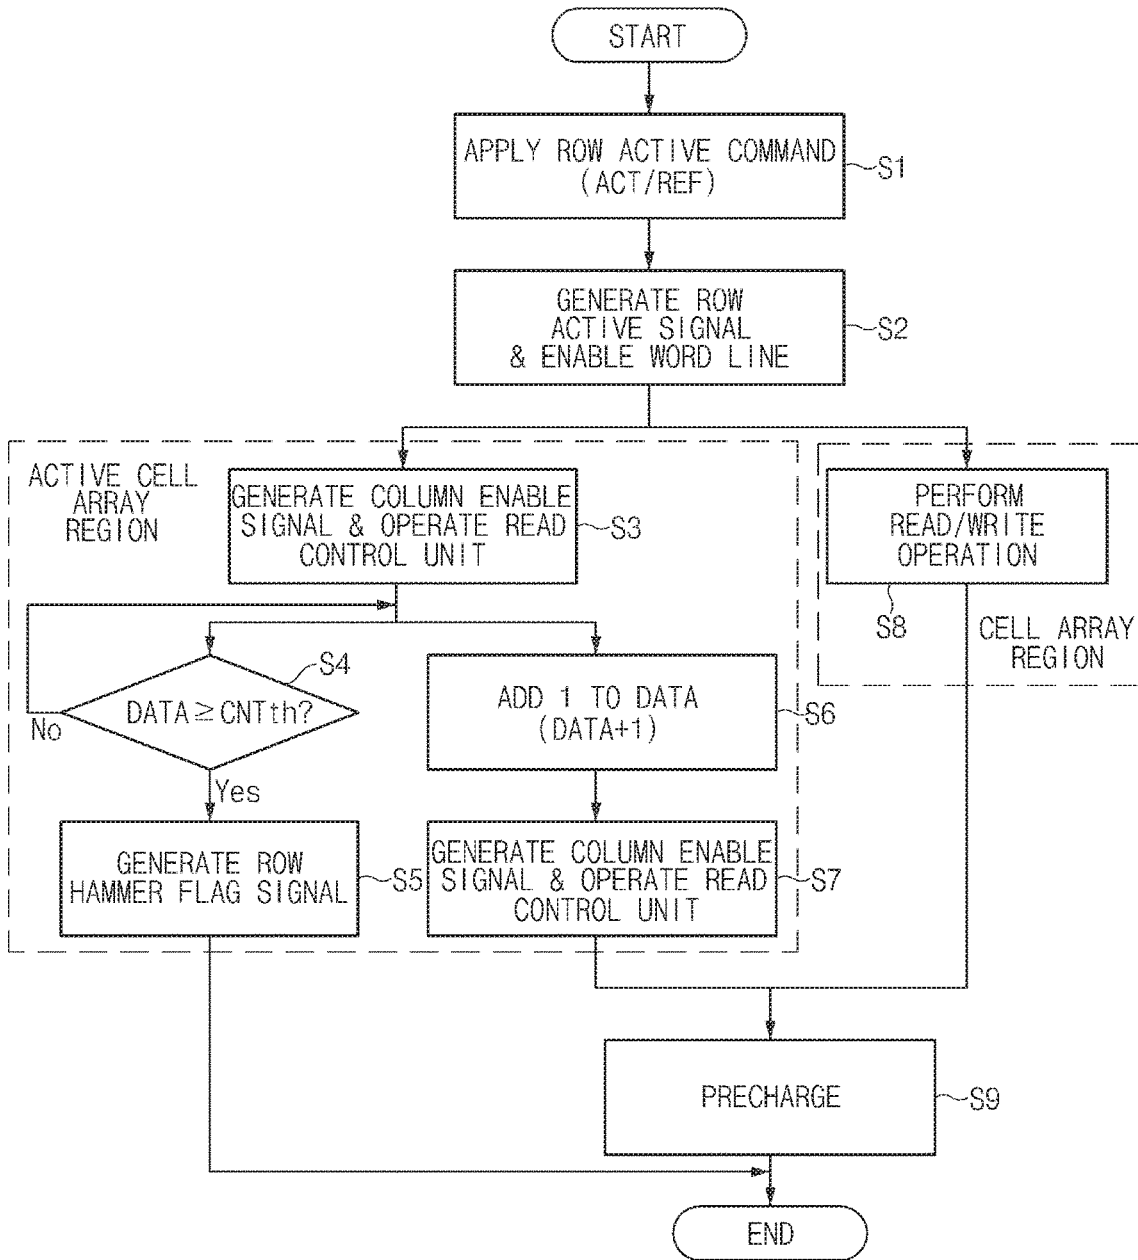 START
APPLY ROW ACTIVE COMMAND
(ACT/REF)
S1
GENERATE ROW
ACTIVE SIGNAL
& ENABLE WORD LINE
S2
ACTIVE CELL
ARRAY
REGION
GENERATE COLUMN ENABLE
SIGNAL & OPERATE READ
CONTROL UNIT
S3
PERFORM
READ/WRITE
OPERATION
S8
CELL ARRAY
REGION
DATA≥CNTth?
S4
No
Yes
ADD 1 TO DATA
(DATA+1)
S6
GENERATE ROW
HAMMER FLAG SIGNAL
S5
GENERATE COLUMN ENABLE
SIGNAL & OPERATE READ
CONTROL UNIT
S7
PRECHARGE
S9
END